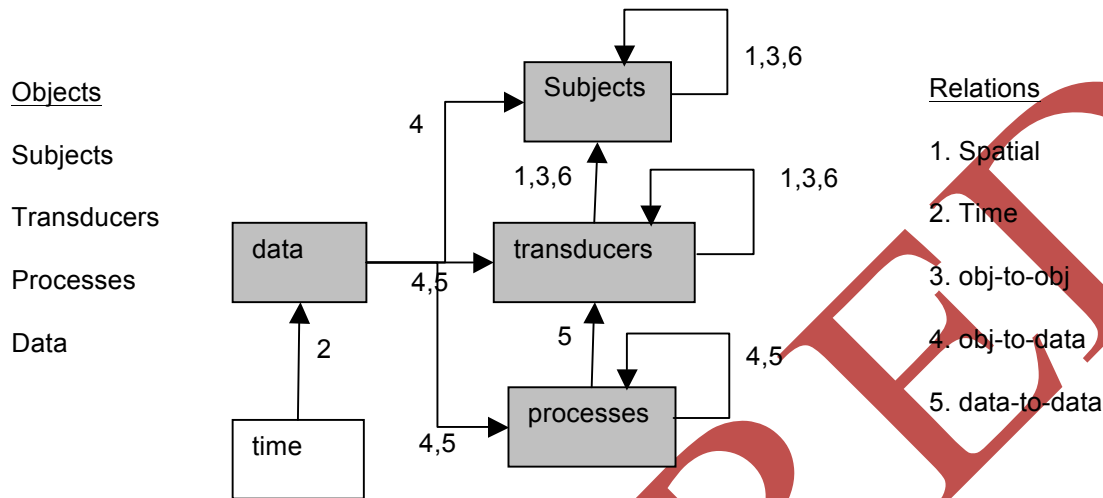 Objects
Subjects
Transducers
Processes
Data
Subjects
1,3,6
4
1,3,6
data
transducers
1,3,6
4,5
2
5
time
processes
4,5
4,5
Relations
1. Spatial
2. Time
3. obj-to-obj
4. obj-to-data
5. data-to-data